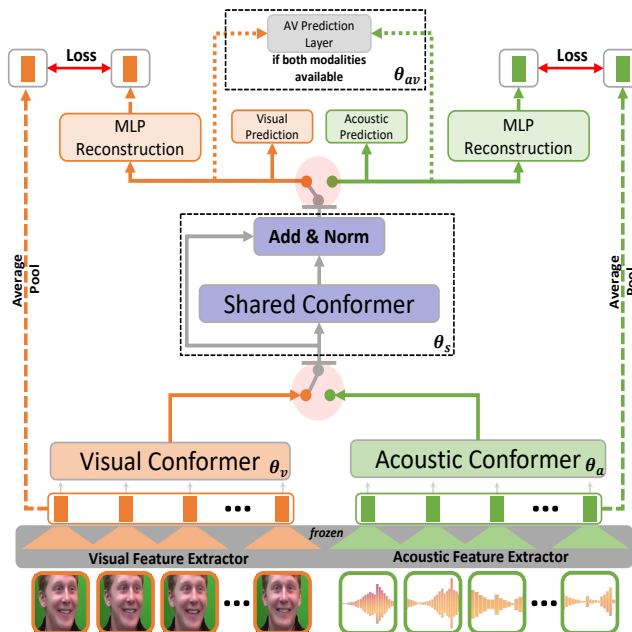 AV Prediction
Layer
if both modalities
available
θav
Loss
Loss
MLP
Reconstruction
Visual
Prediction
Acoustic
Prediction
MLP
Reconstruction
Add & Norm
Shared Conformer
θs
Average
Pool
Average
Pool
Visual Conformer
θv
Acoustic Conformer
θa
frozen
Visual Feature Extractor
Acoustic Feature Extractor